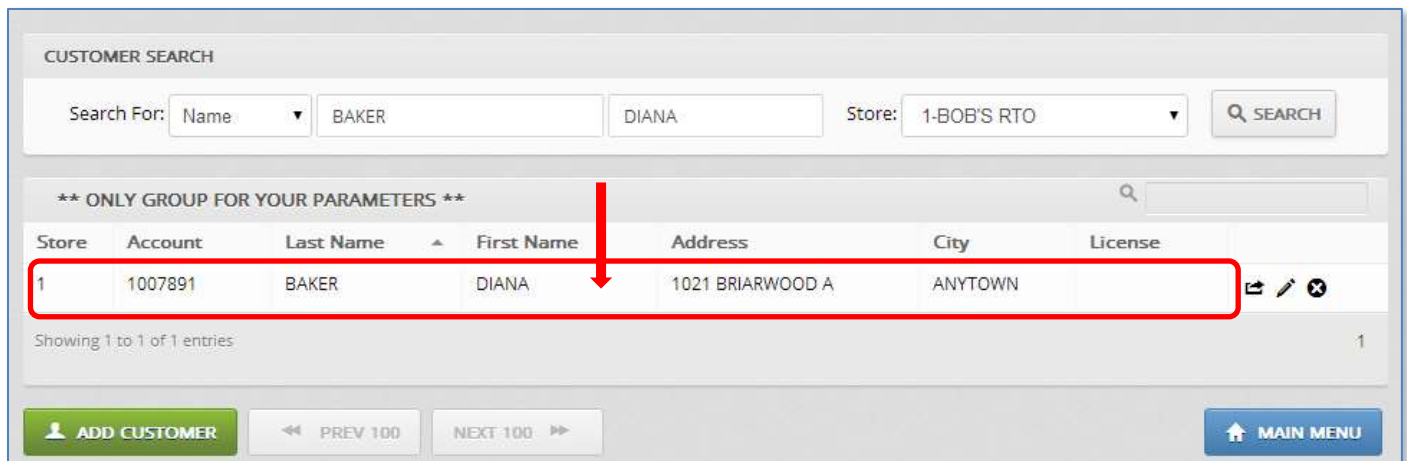 CUSTOMER SEARCH
Search For: Name BAKER DIANA Store: 1-BOB'S RTO SEARCH
** ONLY GROUP FOR YOUR PARAMETERS **
Store Account Last Name First Name Address City License
1 1007891 BAKER DIANA 1021 BRIARWOOD A ANYTOWN
Showing 1 to 1 of 1 entries 1
ADD CUSTOMER PREV 100 NEXT 100 MAIN MENU